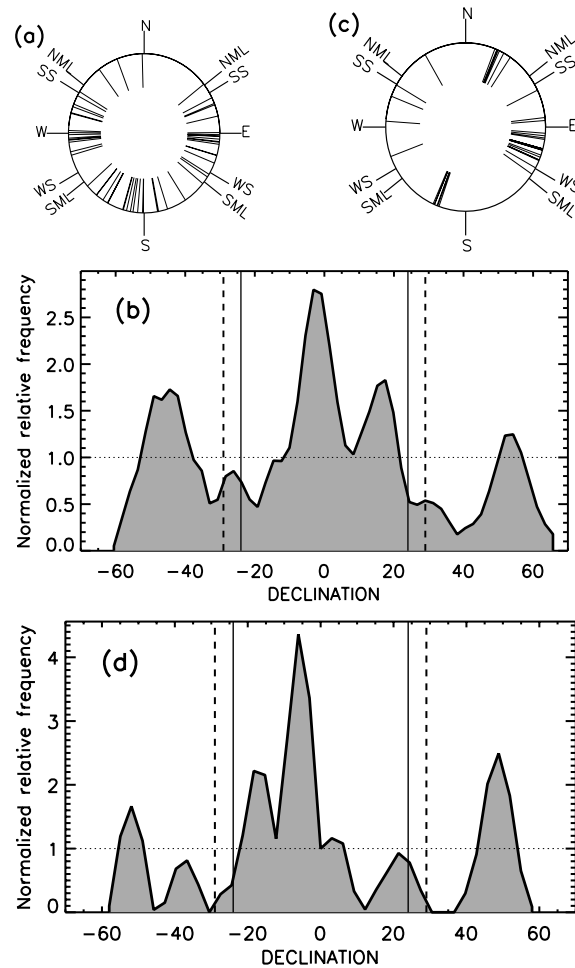 (a)
N
NML
SS
E
WS
SML
S
SML
WS
W
SS
NML
(c)
N
NML
SS
E
WS
SML
S
SML
WS
W
SS
NML
(b)
Normalized relative frequency
2.5
2.0
1.5
1.0
0.5
0.0
-60 -40 -20 0 20 40 60
DECLINATION
(d)
Normalized relative frequency
4
3
2
1
0
-60 -40 -20 0 20 40 60
DECLINATION